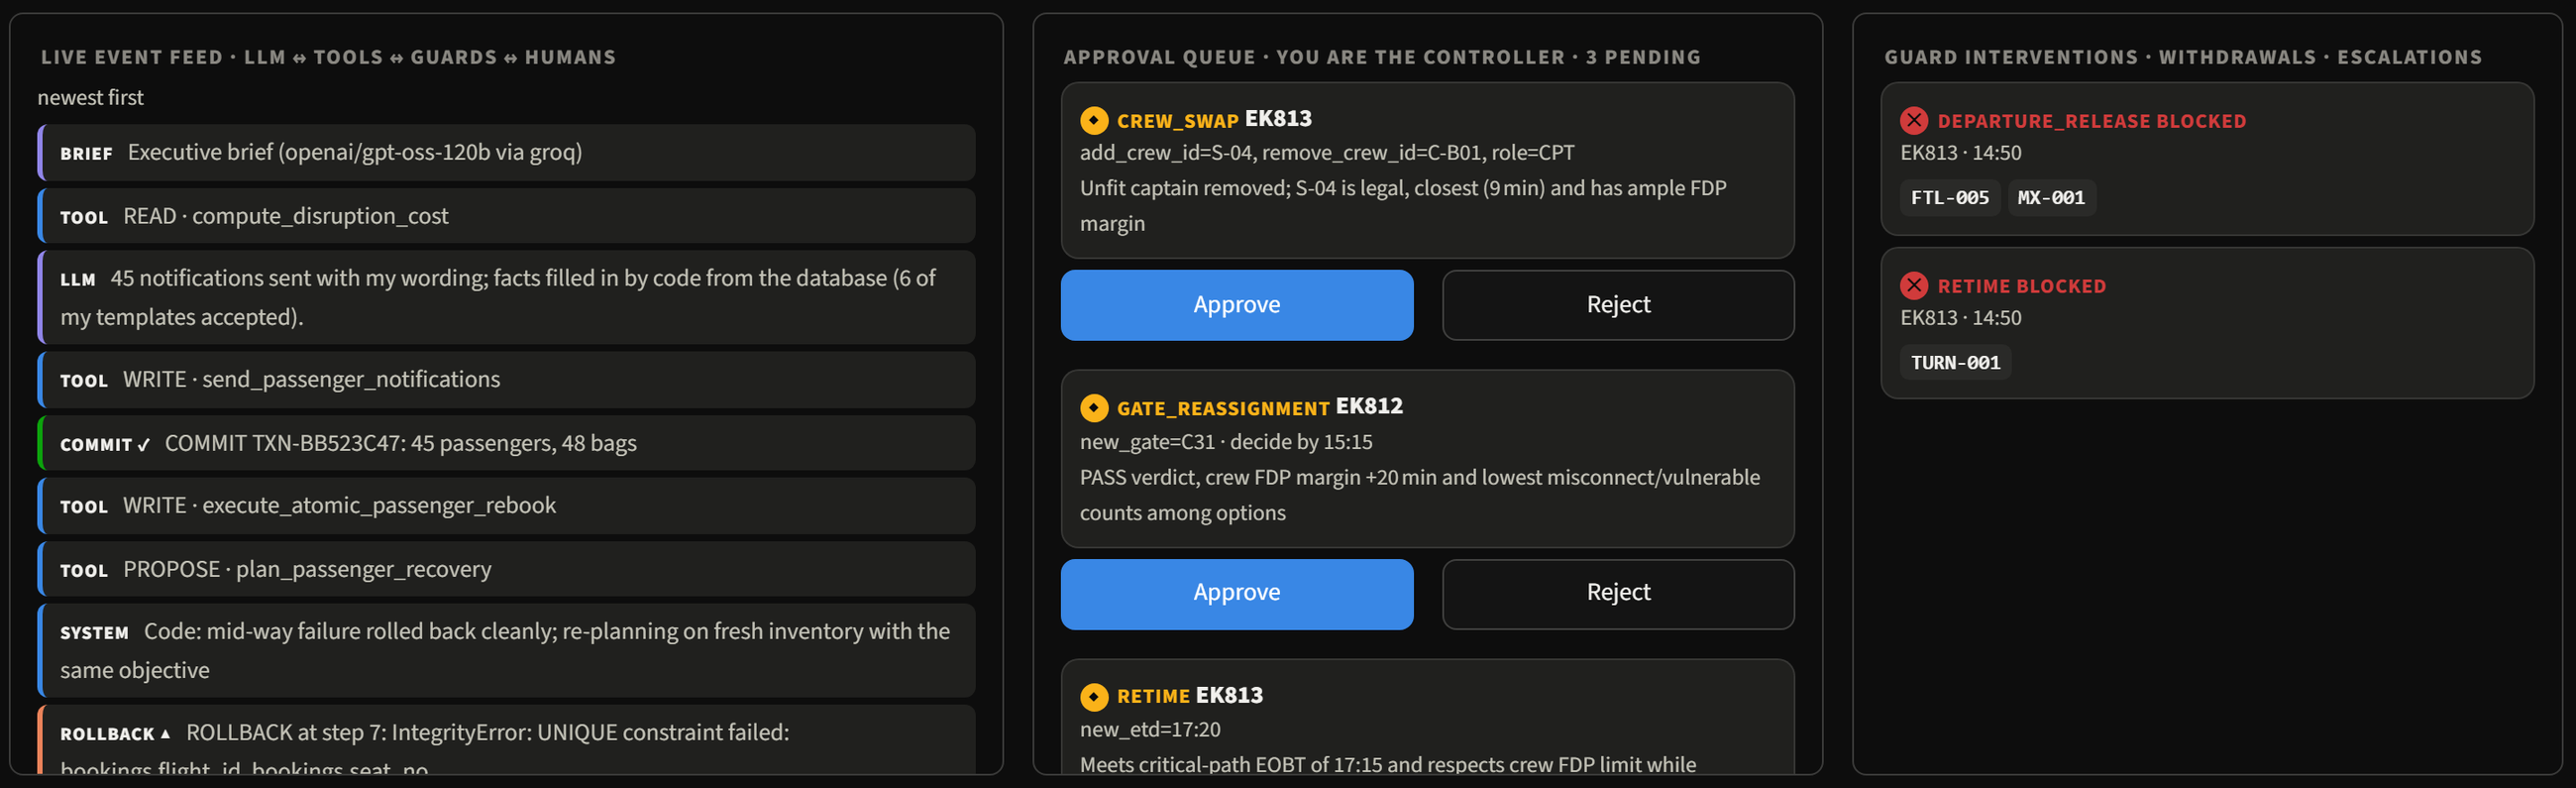 LIVE EVENT FEED · LLM ↔ TOOLS ↔ GUARDS ↔ HUMANS
newest first
BRIEF Executive brief (openai/gpt-oss-120b via groq)
TOOL READ · compute_disruption_cost
LLM 45 notifications sent with my wording; facts filled in by code from the database (6 of
my templates accepted).
TOOL WRITE · send_passenger_notifications
COMMIT ✓ COMMIT TXN-BB523C47: 45 passengers, 48 bags
TOOL WRITE · execute_atomic_passenger_rebook
TOOL PROPOSE · plan_passenger_recovery
SYSTEM Code: mid-way failure rolled back cleanly; re-planning on fresh inventory with the
same objective
ROLLBACK ▲ ROLLBACK at step 7: IntegrityError: UNIQUE constraint failed:
bookings.flight_id, bookings.seat_no
APPROVAL QUEUE · YOU ARE THE CONTROLLER · 3 PENDING
CREW_SWAP EK813
add_crew_id=S-04, remove_crew_id=C-B01, role=CPT
Unfit captain removed; S-04 is legal, closest (9 min) and has ample FDP
margin
Approve
Reject
GATE_REASSIGNMENT EK812
new_gate=C31 · decide by 15:15
PASS verdict, crew FDP margin +20 min and lowest misconnect/vulnerable
counts among options
Approve
Reject
RETIME EK813
new_etd=17:20
Meets critical-path EOBT of 17:15 and respects crew FDP limit while
GUARD INTERVENTIONS · WITHDRAWALS · ESCALATIONS
DEPARTURE_RELEASE BLOCKED
EK813 · 14:50
FTL-005 MX-001
RETIME BLOCKED
EK813 · 14:50
TURN-001